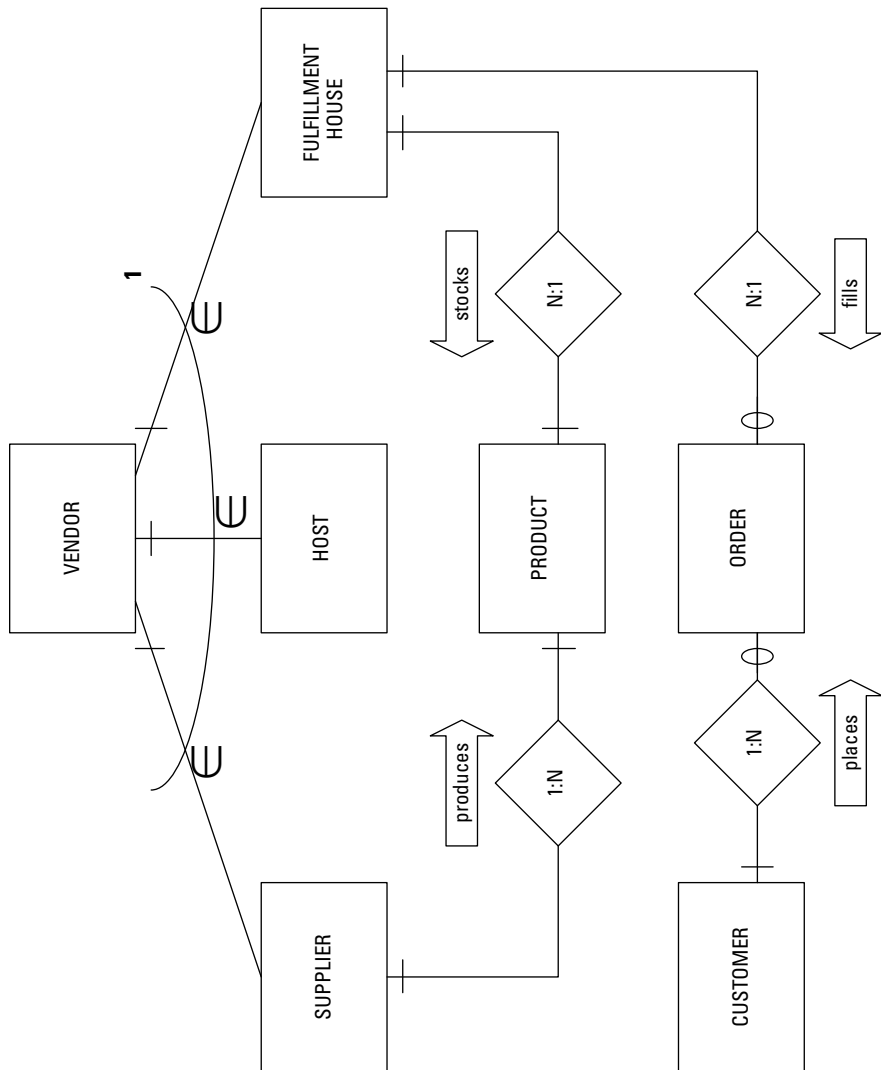 VENDOR
1
∈
∈
∈
SUPPLIER
HOST
FULFILLMENT
HOUSE
produces
stocks
1:N
PRODUCT
N:1
CUSTOMER
1:N
ORDER
N:1
places
fills